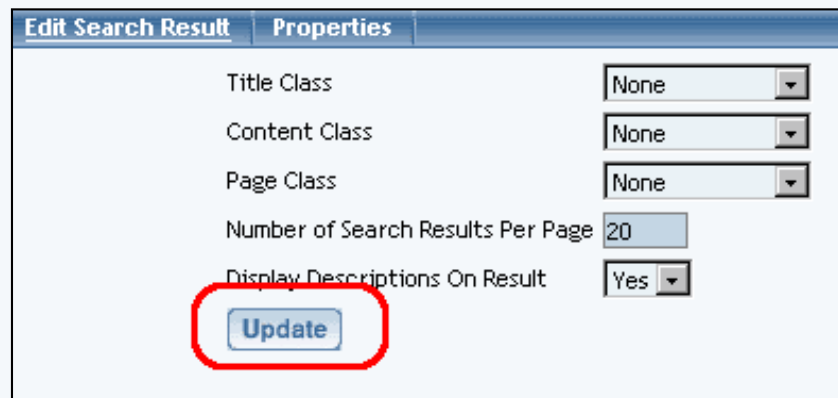 Edit Search Result Properties
Title Class None
Content Class None
Page Class None
Number of Search Results Per Page 20
Display Descriptions On Result Yes
Update